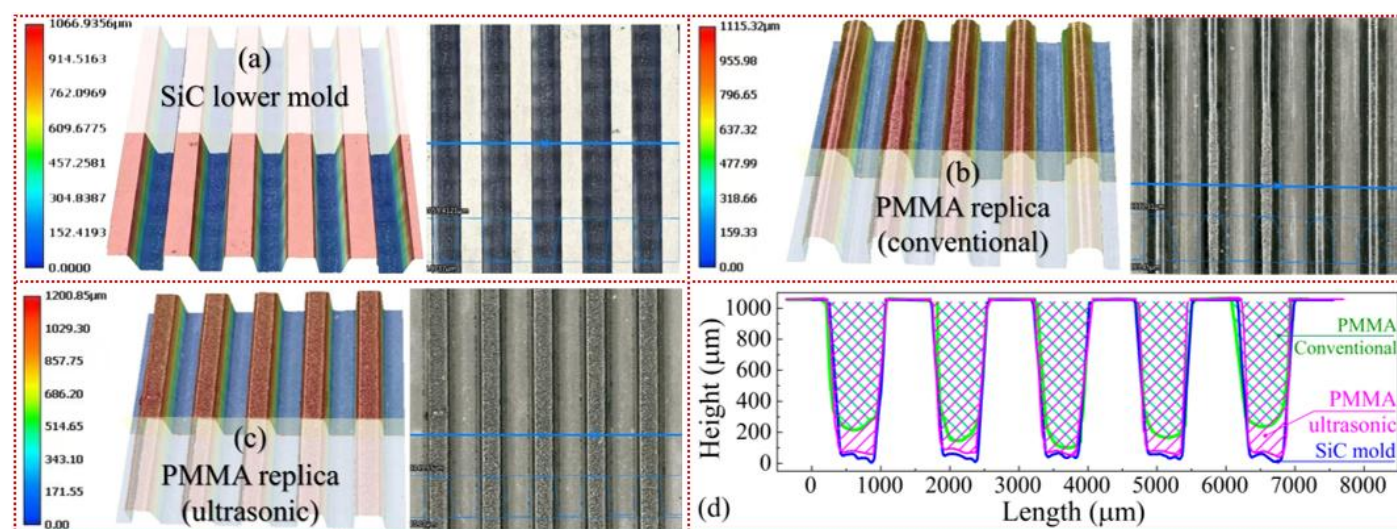 1066.9356µm
914.5163
762.0969
609.6775
457.2581
304.8387
152.4193
0.0000
(a)
SiC lower mold
1115.32µm
955.98
796.65
637.32
477.99
318.66
159.33
0.00
(b)
PMMA replica
(conventional)
1200.85µm
1029.30
857.75
686.20
514.65
343.10
171.55
0.00
(c)
PMMA replica
(ultrasonic)
Height (µm)
1000
800
600
400
200
0
PMMA
Conventional
PMMA
ultrasonic
SiC mold
0 1000 2000 3000 4000 5000 6000 7000 8000
(d)
Length (µm)